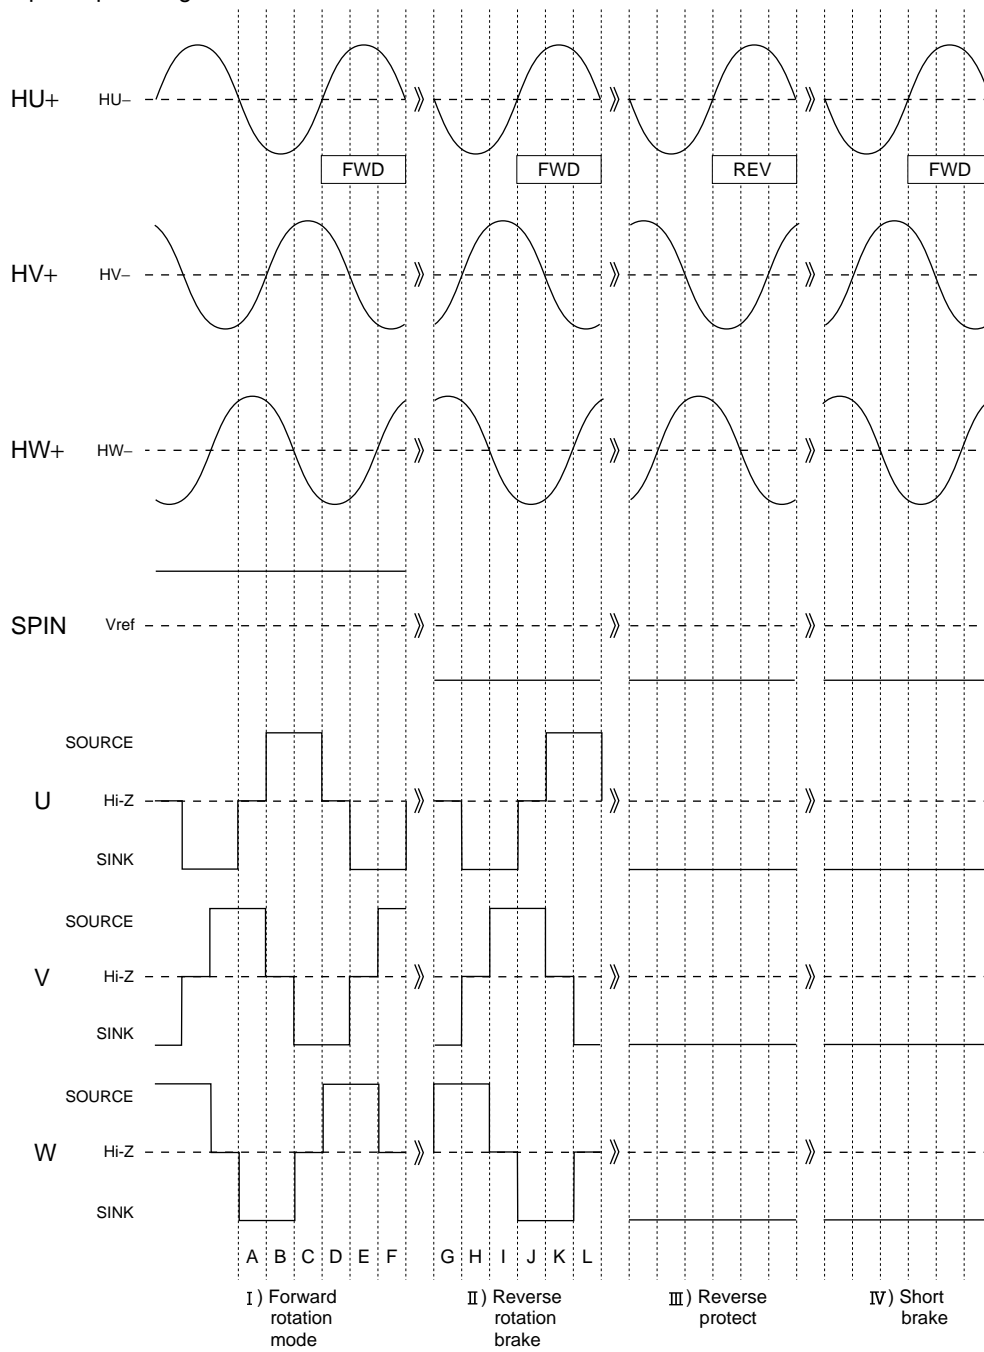 HU+ HU–
FWD FWD REV FWD
HV+ HV–
HW+ HW–
SPIN Vref
SOURCE
U Hi-Z
SINK
SOURCE
V Hi-Z
SINK
SOURCE
W Hi-Z
SINK
A B C D E F G H I J K L
Ⅰ) Forward rotation mode
Ⅱ) Reverse rotation brake
Ⅲ) Reverse protect
Ⅳ) Short brake